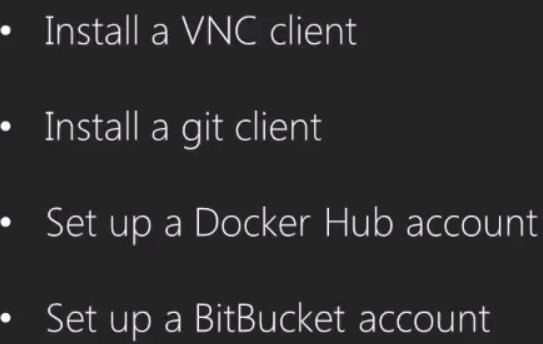 • Install a VNC client
• Install a git client
• Set up a Docker Hub account
• Set up a BitBucket account